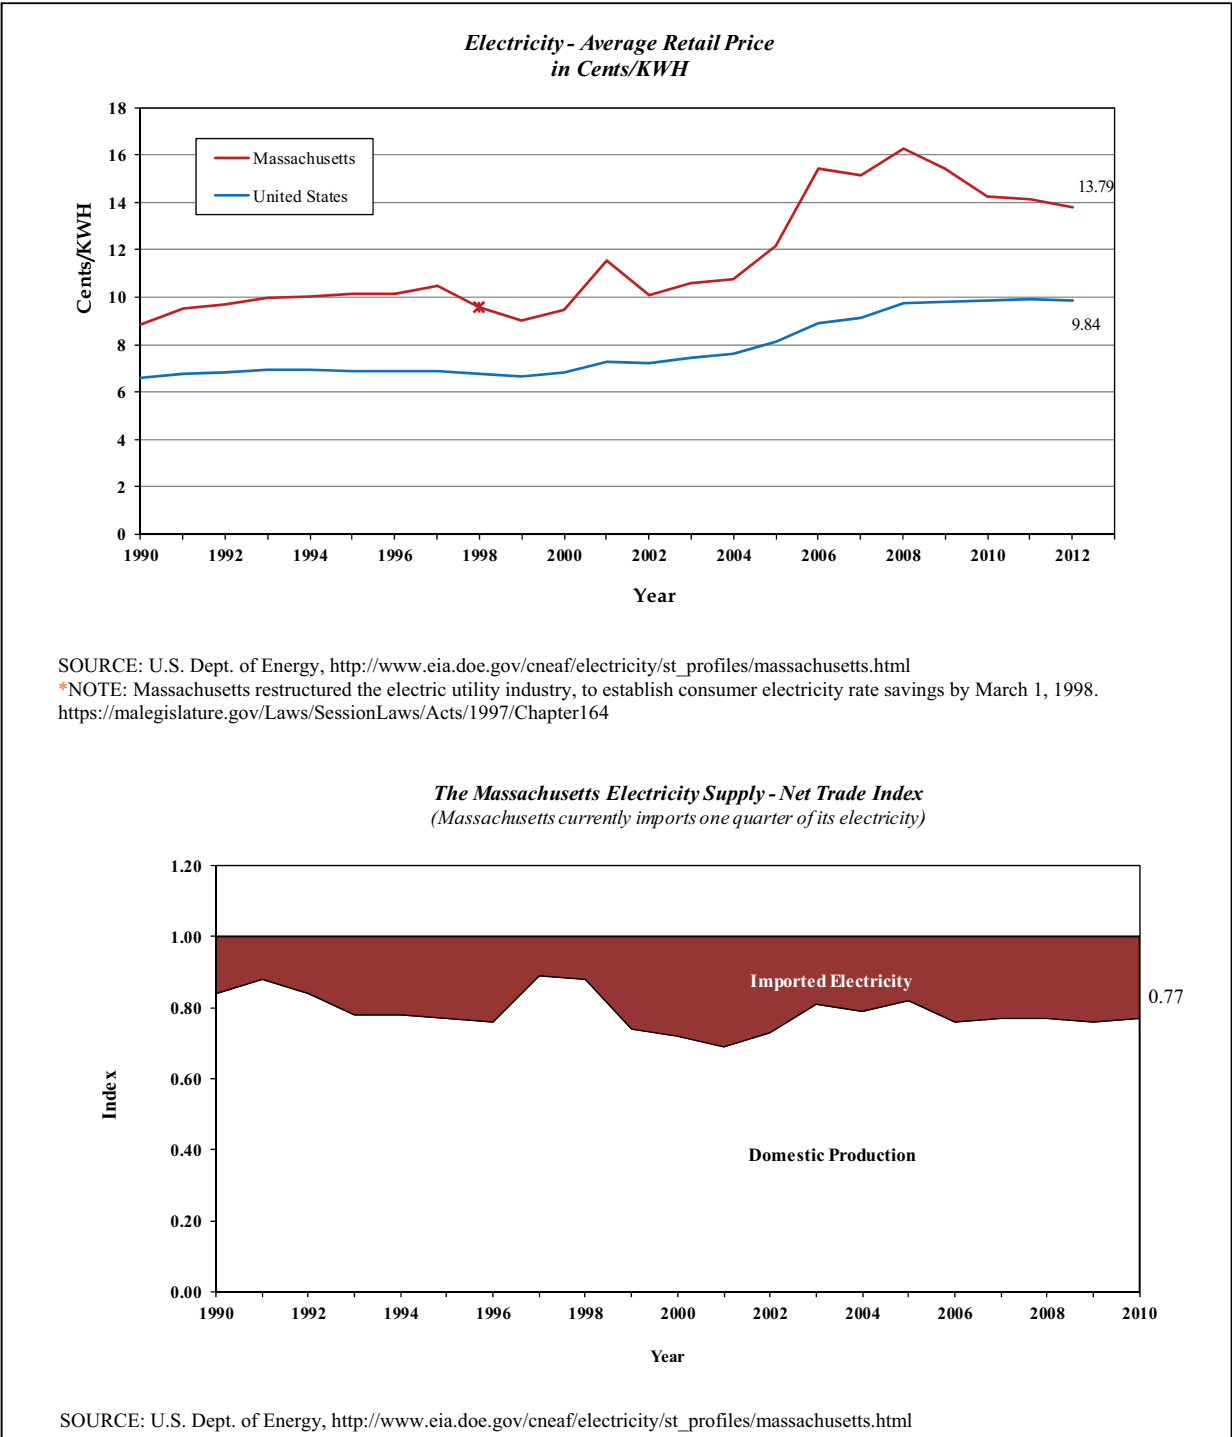 Electricity - Average Retail Price
in Cents/KWH
18
16
14
12
10
8
6
4
2
0
Cents/KWH
Massachusetts
United States
13.79
9.84
1990 1992 1994 1996 1998 2000 2002 2004 2006 2008 2010 2012
Year
SOURCE: U.S. Dept. of Energy, http://www.eia.doe.gov/cneaf/electricity/st_profiles/massachusetts.html
*NOTE: Massachusetts restructured the electric utility industry, to establish consumer electricity rate savings by March 1, 1998.
https://malegislature.gov/Laws/SessionLaws/Acts/1997/Chapter164
The Massachusetts Electricity Supply - Net Trade Index
(Massachusetts currently imports one quarter of its electricity)
1.20
1.00
0.80
0.60
0.40
0.20
0.00
Index
Imported Electricity
0.77
Domestic Production
1990 1992 1994 1996 1998 2000 2002 2004 2006 2008 2010
Year
SOURCE: U.S. Dept. of Energy, http://www.eia.doe.gov/cneaf/electricity/st_profiles/massachusetts.html